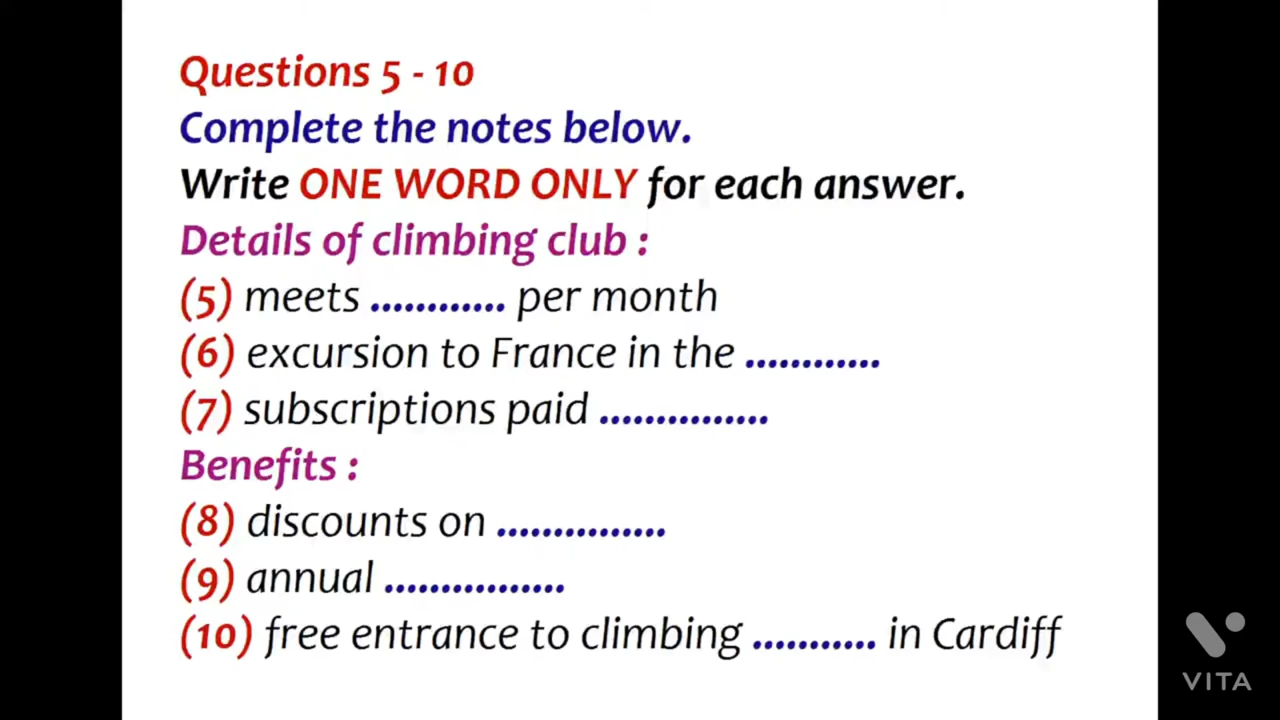 Questions 5 - 10
Complete the notes below.
Write ONE WORD ONLY for each answer.
Details of climbing club :
(5) meets ............ per month
(6) excursion to France in the ............
(7) subscriptions paid ...............
Benefits :
(8) discounts on ...............
(9) annual ................
(10) free entrance to climbing ........... in Cardiff
VITA